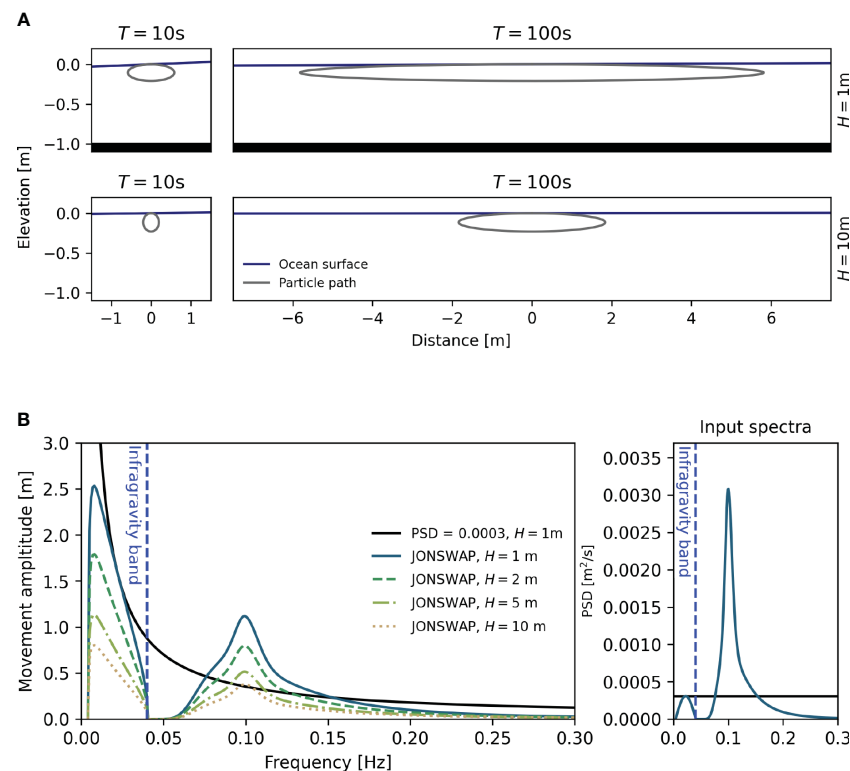 A
T = 10s
T = 100s
0.0
−0.5
−1.0
H = 1m
T = 10s
T = 100s
0.0
−0.5
−1.0
H = 10m
Elevation [m]
Ocean surface
Particle path
−1 0 1
−6 −4 −2 0 2 4 6
Distance [m]
B
3.0
2.5
2.0
1.5
1.0
0.5
0.0
Movement ampltitude [m]
Infragravity band
PSD = 0.0003, H = 1m
JONSWAP, H = 1 m
JONSWAP, H = 2 m
JONSWAP, H = 5 m
JONSWAP, H = 10 m
0.00 0.05 0.10 0.15 0.20 0.25 0.30
Frequency [Hz]
Input spectra
0.0035
0.0030
0.0025
0.0020
0.0015
0.0010
0.0005
0.0000
PSD [m²/s]
Infragravity band
0.0 0.1 0.2 0.3